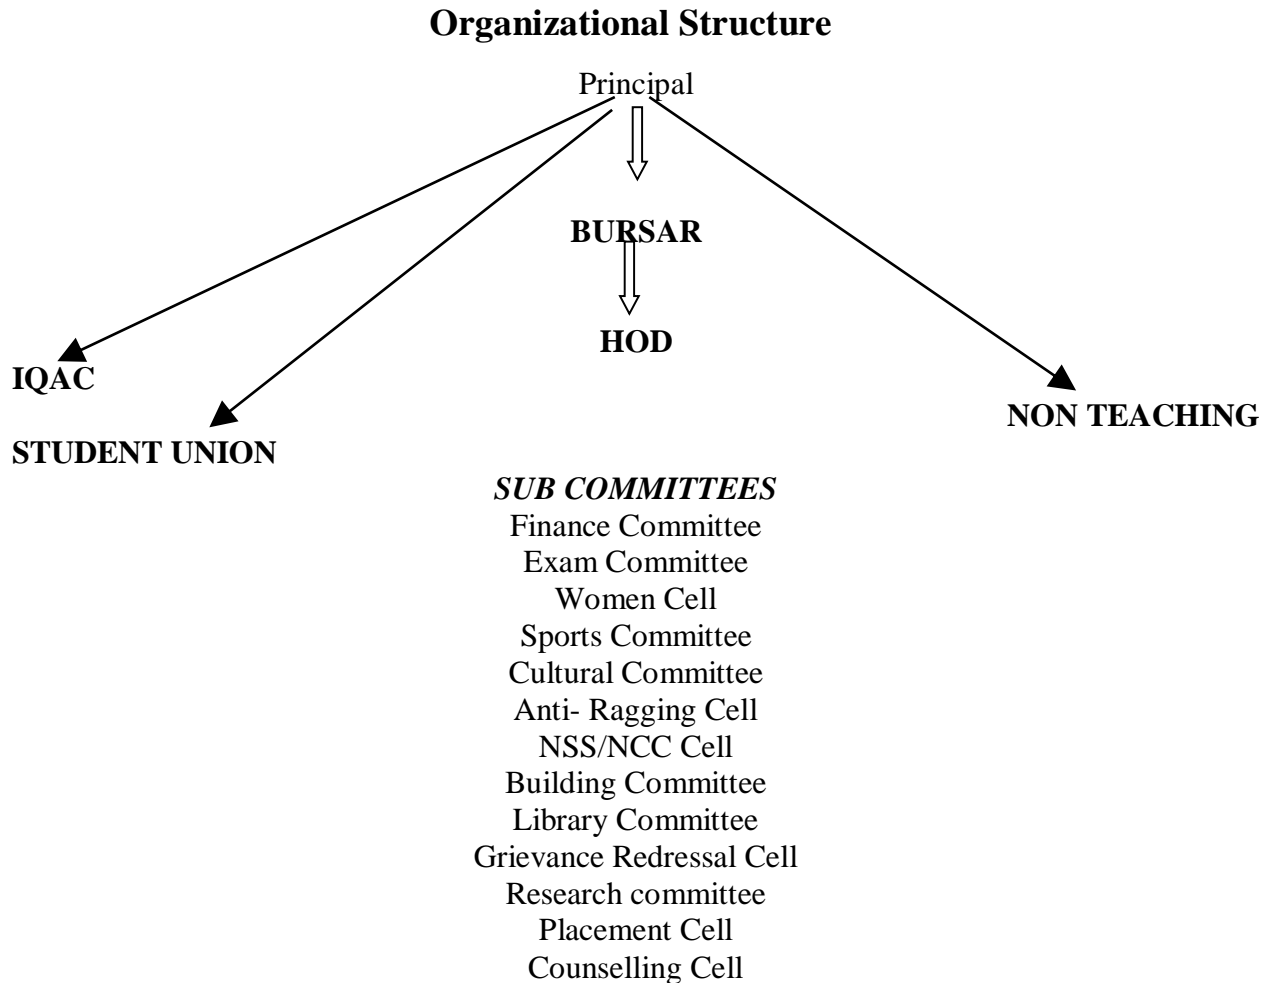 Organizational Structure
Principal
BURSAR
HOD
IQAC
NON TEACHING
STUDENT UNION
SUB COMMITTEES
Finance Committee
Exam Committee
Women Cell
Sports Committee
Cultural Committee
Anti- Ragging Cell
NSS/NCC Cell
Building Committee
Library Committee
Grievance Redressal Cell
Research committee
Placement Cell
Counselling Cell